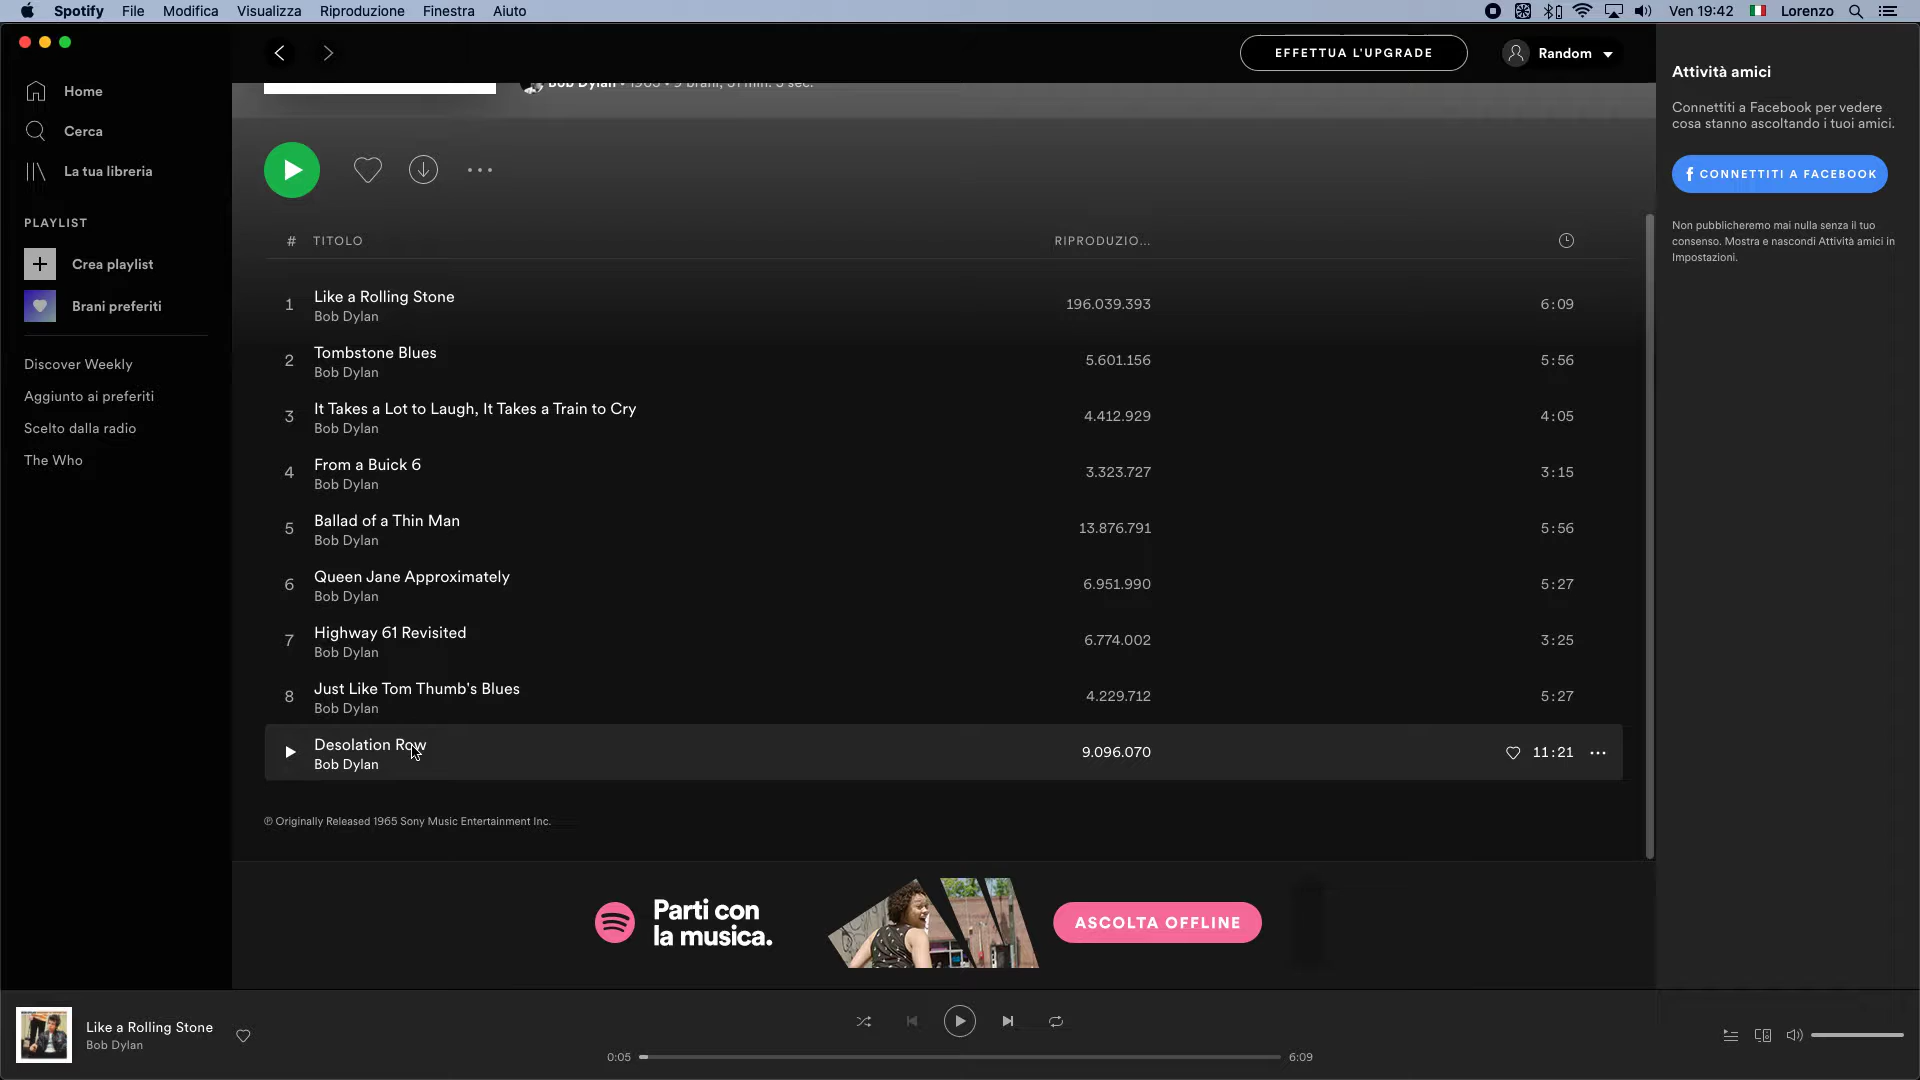 Spotify File Modifica Visualizza Riproduzione Finestra Aiuto
Ven 19:42 Lorenzo
EFFETTUA L'UPGRADE
Random
Home
Cerca
La tua libreria
PLAYLIST
Crea playlist
Brani preferiti
Discover Weekly
Aggiunto ai preferiti
Scelto dalla radio
The Who
Bob Dylan • 1965 • 9 brani, 51 min. 3 sec.
# TITOLO RIPRODUZIO...
1 Like a Rolling Stone 196.039.393 6:09
Bob Dylan
2 Tombstone Blues 5.601.156 5:56
Bob Dylan
3 It Takes a Lot to Laugh, It Takes a Train to Cry 4.412.929 4:05
Bob Dylan
4 From a Buick 6 3.323.727 3:15
Bob Dylan
5 Ballad of a Thin Man 13.876.791 5:56
Bob Dylan
6 Queen Jane Approximately 6.951.990 5:27
Bob Dylan
7 Highway 61 Revisited 6.774.002 3:25
Bob Dylan
8 Just Like Tom Thumb's Blues 4.229.712 5:27
Bob Dylan
Desolation Row 9.096.070 11:21
Bob Dylan
℗ Originally Released 1965 Sony Music Entertainment Inc.
Parti con
la musica.
ASCOLTA OFFLINE
Attività amici
Connettiti a Facebook per vedere
cosa stanno ascoltando i tuoi amici.
CONNETTITI A FACEBOOK
Non pubblicheremo mai nulla senza il tuo
consenso. Mostra e nascondi Attività amici in
Impostazioni.
Like a Rolling Stone
Bob Dylan
0:05 6:09